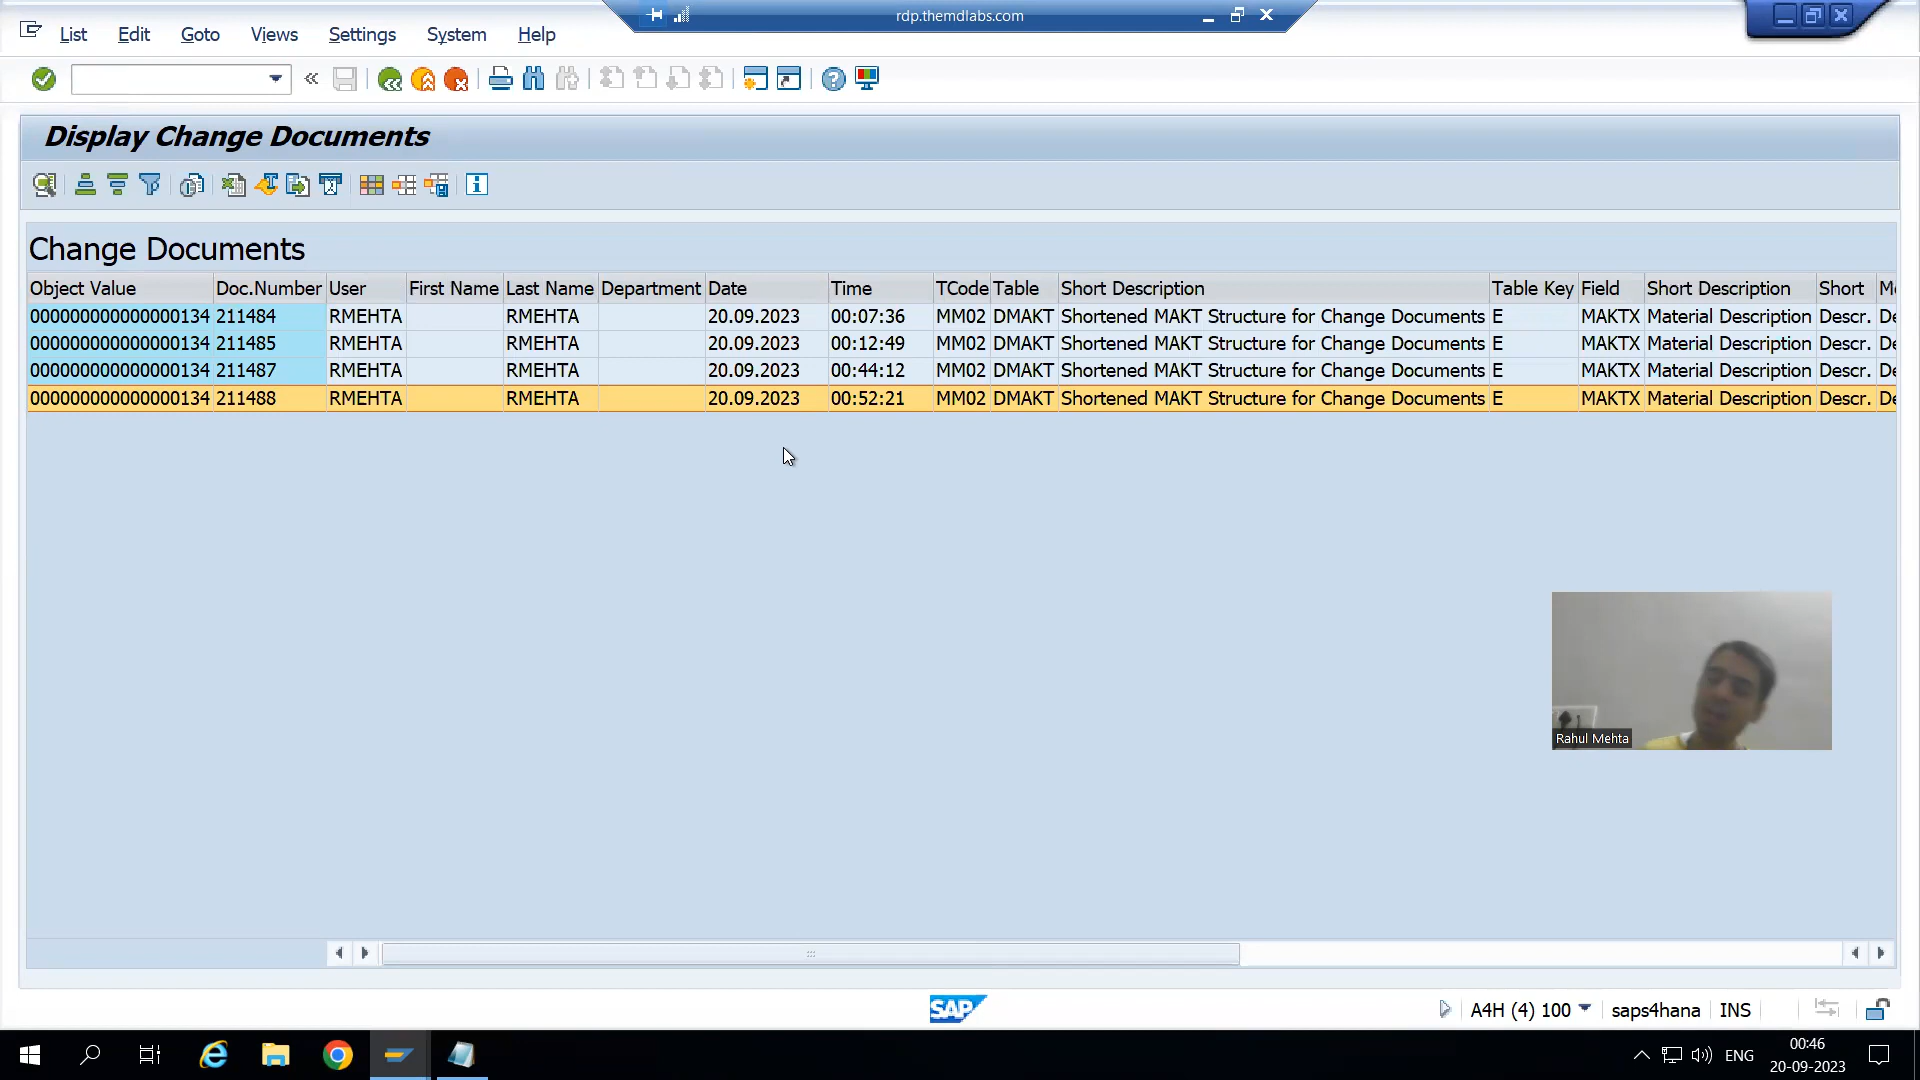 rdp.themdlabs.com
List Edit Goto Views Settings System Help
Display Change Documents
Change Documents
Object Value Doc.Number User First Name Last Name Department Date Time TCode Table Short Description Table Key Field Short Description Short
000000000000000134 211484 RMEHTA RMEHTA 20.09.2023 00:07:36 MM02 DMAKT Shortened MAKT Structure for Change Documents E MAKTX Material Description Descr.
000000000000000134 211485 RMEHTA RMEHTA 20.09.2023 00:12:49 MM02 DMAKT Shortened MAKT Structure for Change Documents E MAKTX Material Description Descr.
000000000000000134 211487 RMEHTA RMEHTA 20.09.2023 00:44:12 MM02 DMAKT Shortened MAKT Structure for Change Documents E MAKTX Material Description Descr.
000000000000000134 211488 RMEHTA RMEHTA 20.09.2023 00:52:21 MM02 DMAKT Shortened MAKT Structure for Change Documents E MAKTX Material Description Descr.
Rahul Mehta
SAP A4H (4) 100 saps4hana INS
ENG
00:46
20-09-2023